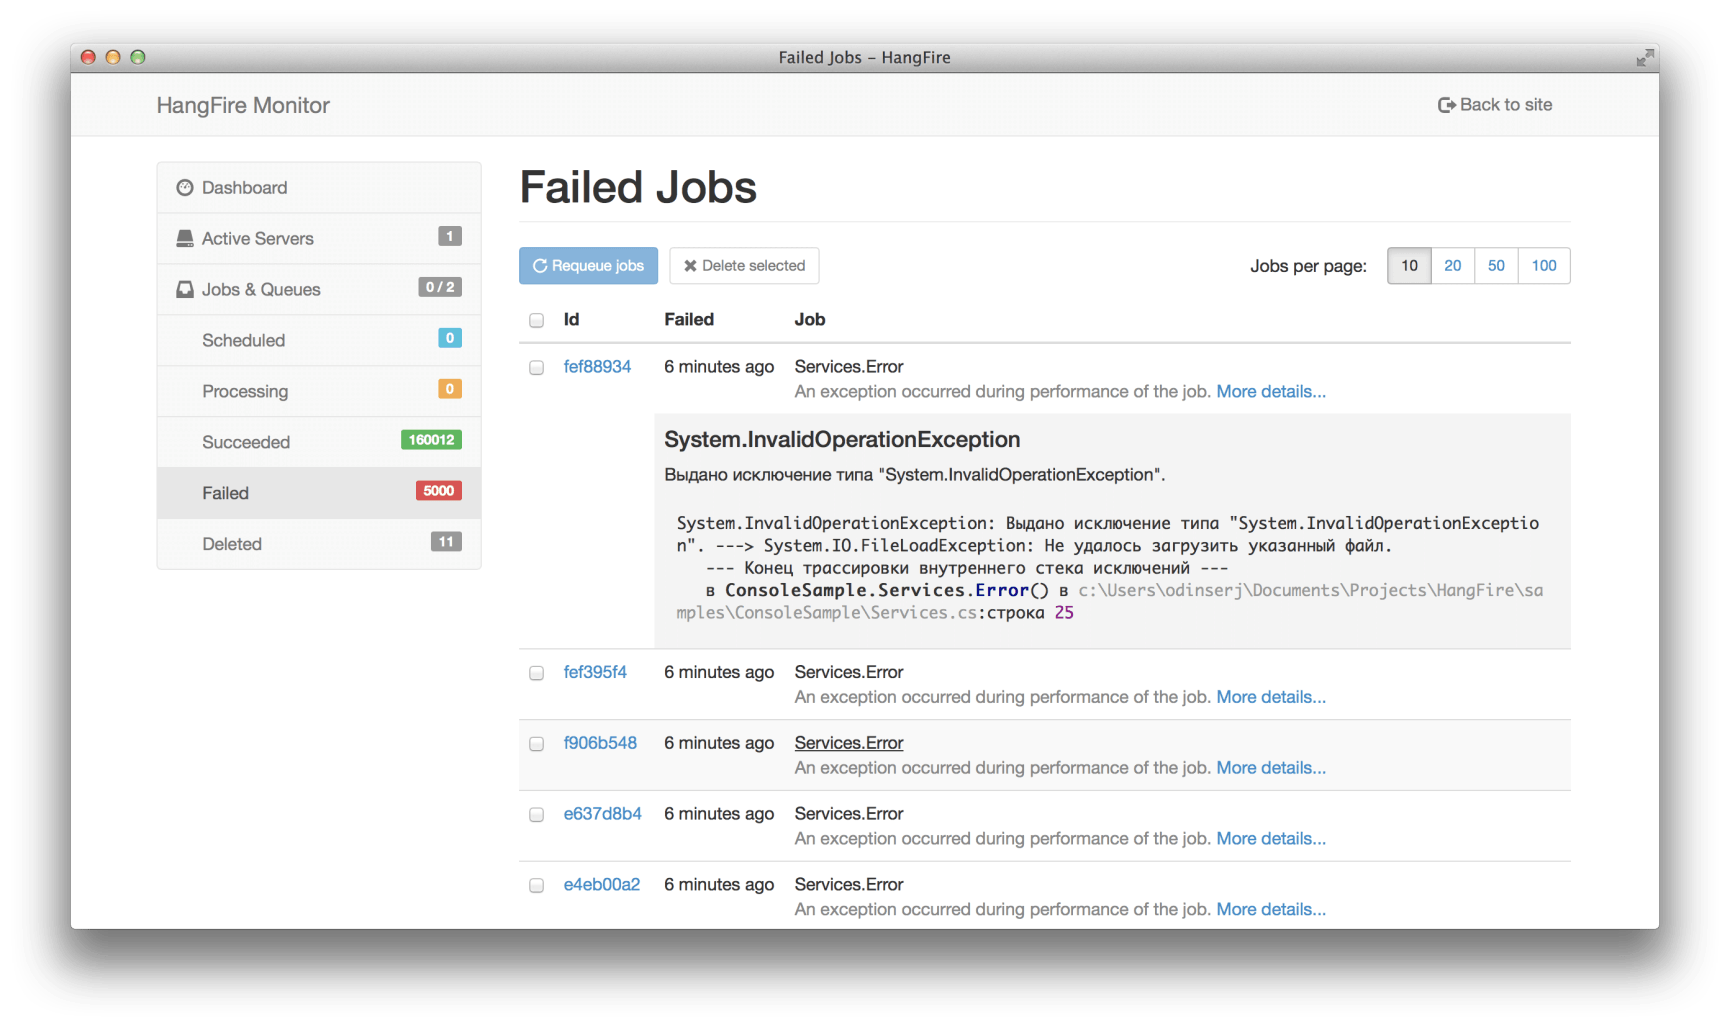 Failed Jobs – HangFire
HangFire Monitor
Back to site
Dashboard
Active Servers 1
Jobs & Queues 0 / 2
Scheduled 0
Processing 0
Succeeded 160012
Failed 5000
Deleted 11
Failed Jobs
Requeue jobs Delete selected Jobs per page: 10 20 50 100
Id Failed Job
fef88934 6 minutes ago Services.Error
An exception occurred during performance of the job. More details...
System.InvalidOperationException
Выдано исключение типа "System.InvalidOperationException".
System.InvalidOperationException: Выдано исключение типа "System.InvalidOperationExceptio
n". ---> System.IO.FileLoadException: Не удалось загрузить указанный файл.
--- Конец трассировки внутреннего стека исключений ---
в ConsoleSample.Services.Error() в c:\Users\odinserj\Documents\Projects\HangFire\sa
mples\ConsoleSample\Services.cs:строка 25
fef395f4 6 minutes ago Services.Error
An exception occurred during performance of the job. More details...
f906b548 6 minutes ago Services.Error
An exception occurred during performance of the job. More details...
e637d8b4 6 minutes ago Services.Error
An exception occurred during performance of the job. More details...
e4eb00a2 6 minutes ago Services.Error
An exception occurred during performance of the job. More details...